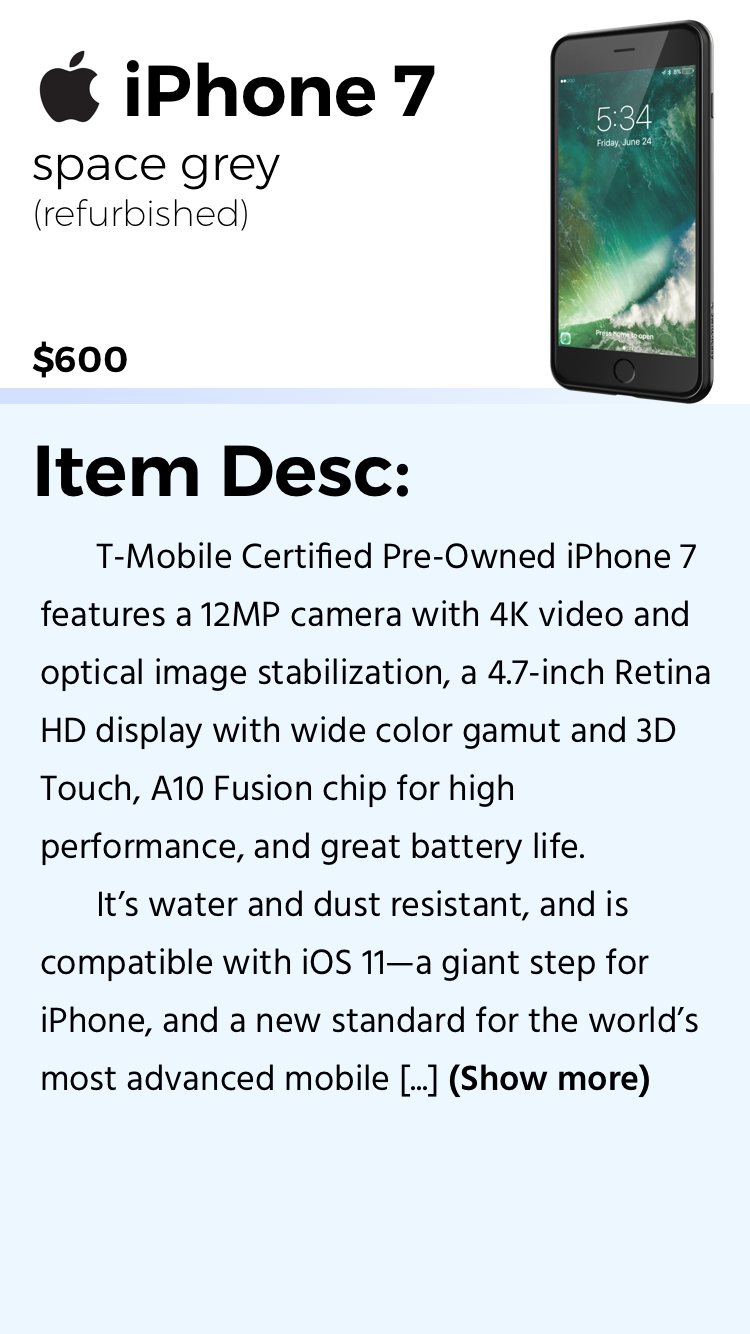 iPhone 7
space grey
(refurbished)
5:34
Friday, June 24
Press home to open
$600
Item Desc:
T-Mobile Certified Pre-Owned iPhone 7
features a 12MP camera with 4K video and
optical image stabilization, a 4.7-inch Retina
HD display with wide color gamut and 3D
Touch, A10 Fusion chip for high
performance, and great battery life.
It’s water and dust resistant, and is
compatible with iOS 11—a giant step for
iPhone, and a new standard for the world’s
most advanced mobile [...] (Show more)